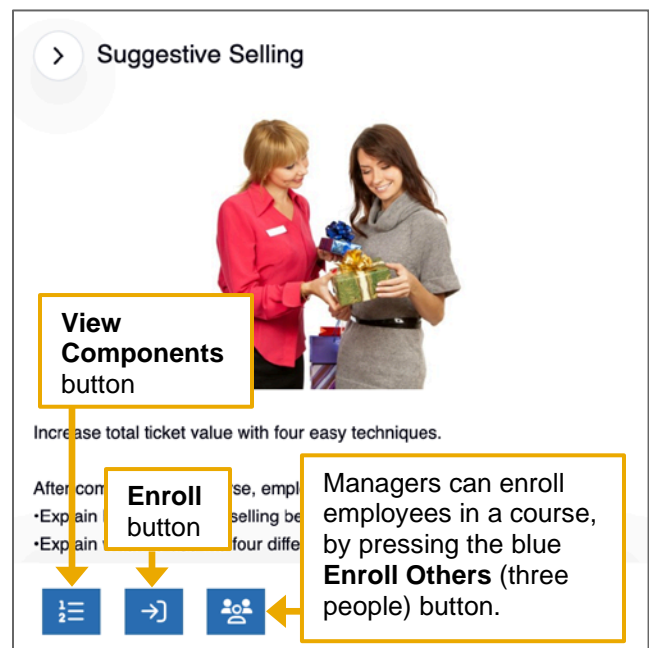 Suggestive Selling
View
Components
button
Increase total ticket value with four easy techniques.
After com
Enroll
button
se, empl
•Explain
selling be
•Explain
four diffe
Managers can enroll
employees in a course,
by pressing the blue
Enroll Others (three
people) button.